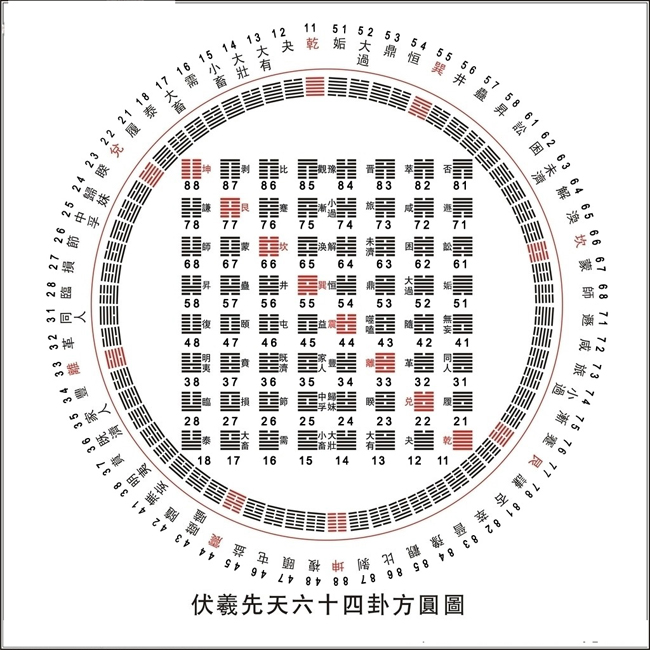 11 乾
51 姤
52 大過
53 鼎
54 恒
55 巽
56 井
57 蠱
58 昇
61 訟
62 困
63 未濟
64 解
65 渙
66 坎
67 蒙
68 師
71 遯
72 咸
73 旅
74 小過
75 漸
76 蹇
77 艮
78 謙
81 否
82 萃
83 晉
84 豫
85 觀
86 比
87 剝
88 坤
48 複
47 頤
46 屯
45 益
44 震
43 噬嗑
42 隨
41 無妄
38 明夷
37 賁
36 既濟
35 家人
34 豐
33 離
32 革
31 同人
28 臨
27 損
26 節
25 中孚
24 歸妹
23 睽
22 兌
21 履
18 泰
17 大畜
16 需
15 小畜
14 大壯
13 大有
12 夬
坤 剥 比 觀 豫 晋 萃 否
88 87 86 85 84 83 82 81
謙 艮 蹇 漸 小過 旅 咸 遯
78 77 76 75 74 73 72 71
師 蒙 坎 渙 解 未濟 困 訟
68 67 66 65 64 63 62 61
昇 蠱 井 巽 恒 鼎 大過 姤
58 57 56 55 54 53 52 51
復 頤 屯 益 震 噬嗑 隨 無妄
48 47 46 45 44 43 42 41
明夷 賁 既濟 家人 豐 離 革 同人
38 37 36 35 34 33 32 31
臨 損 節 中孚 歸妹 睽 兌 履
28 27 26 25 24 23 22 21
泰 大畜 需 小畜 大壯 大有 夬 乾
18 17 16 15 14 13 12 11
伏羲先天六十四卦方圓圖